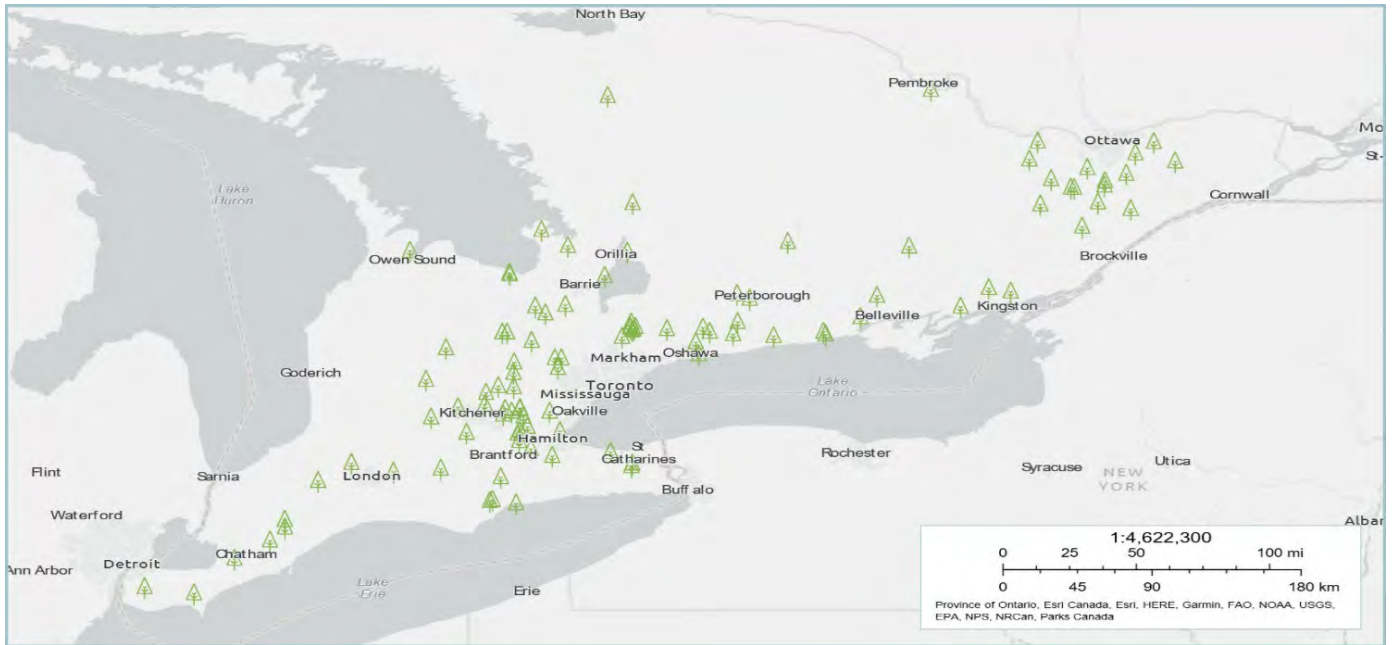 North Bay
Pembroke
Ottawa
Mo
St-
Lake
Huron
Cornwall
Owen Sound
Orillia
Brockville
Barrie
Peterborough
Kingston
Belleville
Markham
Oshawa
Goderich
Toronto
Lake
Ontario
Mississauga
Kitchener
Oakville
Hamilton
St
Catharines
Brantford
Rochester
Flint
Sarnia
London
Syracuse
Utica
NEW
YORK
Buff alo
Waterford
Albar
Chatham
Detroit
Ann Arbor
Lake
Erie
Erie
1:4,622,300
0 25 50 100 mi
0 45 90 180 km
Province of Ontario, Esri Canada, Esri, HERE, Garmin, FAO, NOAA, USGS,
EPA, NPS, NRCan, Parks Canada